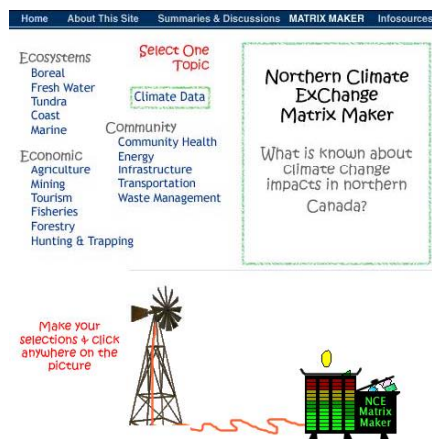 Home About This Site Summaries & Discussions MATRIX MAKER Infosources
Ecosystems
Boreal
Fresh Water
Tundra
Coast
Marine
Economic
Agriculture
Mining
Tourism
Fisheries
Forestry
Hunting & Trapping
Select One
Topic
Climate Data
Community
Community Health
Energy
Infrastructure
Transportation
Waste Management
Northern Climate
ExChange
Matrix Maker
What is known about
climate change
impacts in northern
Canada?
Make your
selections & click
anywhere on the
picture
NCE
Matrix
Maker